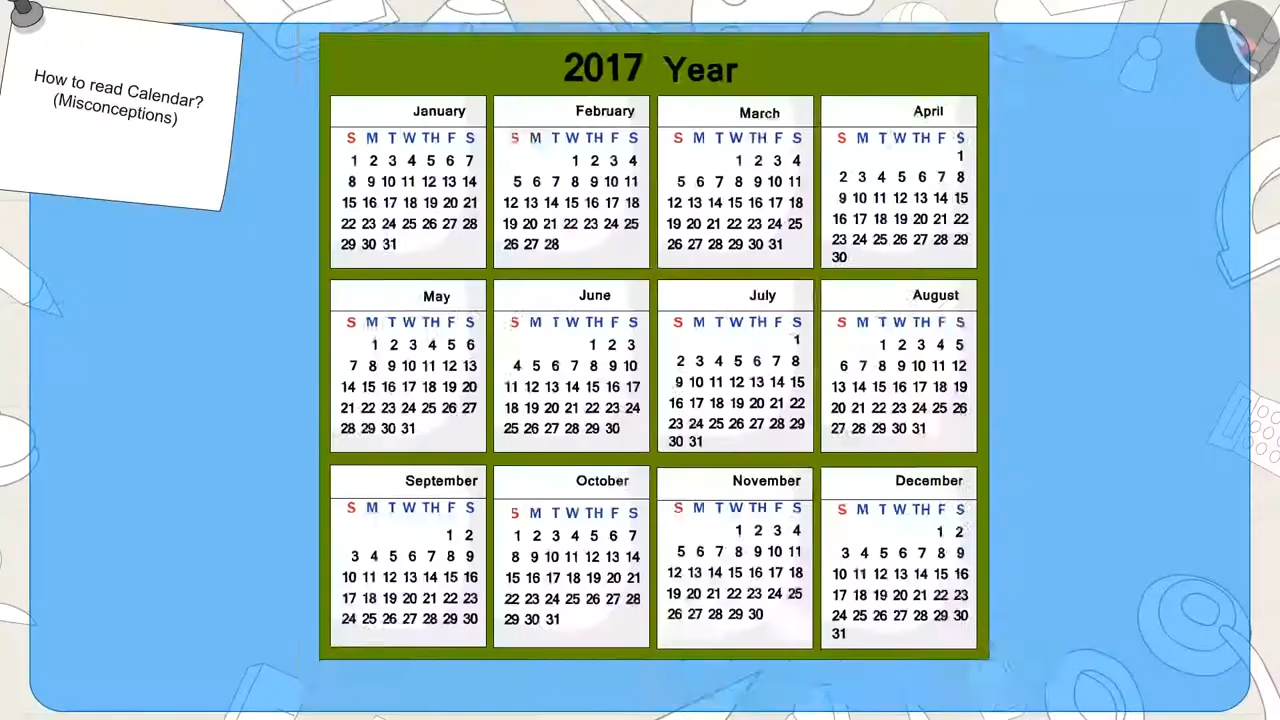 How to read Calendar?
(Misconceptions)
2017 Year
January
S M T W TH F S
1 2 3 4 5 6 7
8 9 10 11 12 13 14
15 16 17 18 19 20 21
22 23 24 25 26 27 28
29 30 31
February
S M T W TH F S
1 2 3 4
5 6 7 8 9 10 11
12 13 14 15 16 17 18
19 20 21 22 23 24 25
26 27 28
March
S M T W TH F S
1 2 3 4
5 6 7 8 9 10 11
12 13 14 15 16 17 18
19 20 21 22 23 24 25
26 27 28 29 30 31
April
S M T W TH F S
1
2 3 4 5 6 7 8
9 10 11 12 13 14 15
16 17 18 19 20 21 22
23 24 25 26 27 28 29
30
May
S M T W TH F S
1 2 3 4 5 6
7 8 9 10 11 12 13
14 15 16 17 18 19 20
21 22 23 24 25 26 27
28 29 30 31
June
S M T W TH F S
1 2 3
4 5 6 7 8 9 10
11 12 13 14 15 16 17
18 19 20 21 22 23 24
25 26 27 28 29 30
July
S M T W TH F S
1
2 3 4 5 6 7 8
9 10 11 12 13 14 15
16 17 18 19 20 21 22
23 24 25 26 27 28 29
30 31
August
S M T W TH F S
1 2 3 4 5
6 7 8 9 10 11 12
13 14 15 16 17 18 19
20 21 22 23 24 25 26
27 28 29 30 31
September
S M T W TH F S
1 2
3 4 5 6 7 8 9
10 11 12 13 14 15 16
17 18 19 20 21 22 23
24 25 26 27 28 29 30
October
S M T W TH F S
1 2 3 4 5 6 7
8 9 10 11 12 13 14
15 16 17 18 19 20 21
22 23 24 25 26 27 28
29 30 31
November
S M T W TH F S
1 2 3 4
5 6 7 8 9 10 11
12 13 14 15 16 17 18
19 20 21 22 23 24 25
26 27 28 29 30
December
S M T W TH F S
1 2
3 4 5 6 7 8 9
10 11 12 13 14 15 16
17 18 19 20 21 22 23
24 25 26 27 28 29 30
31